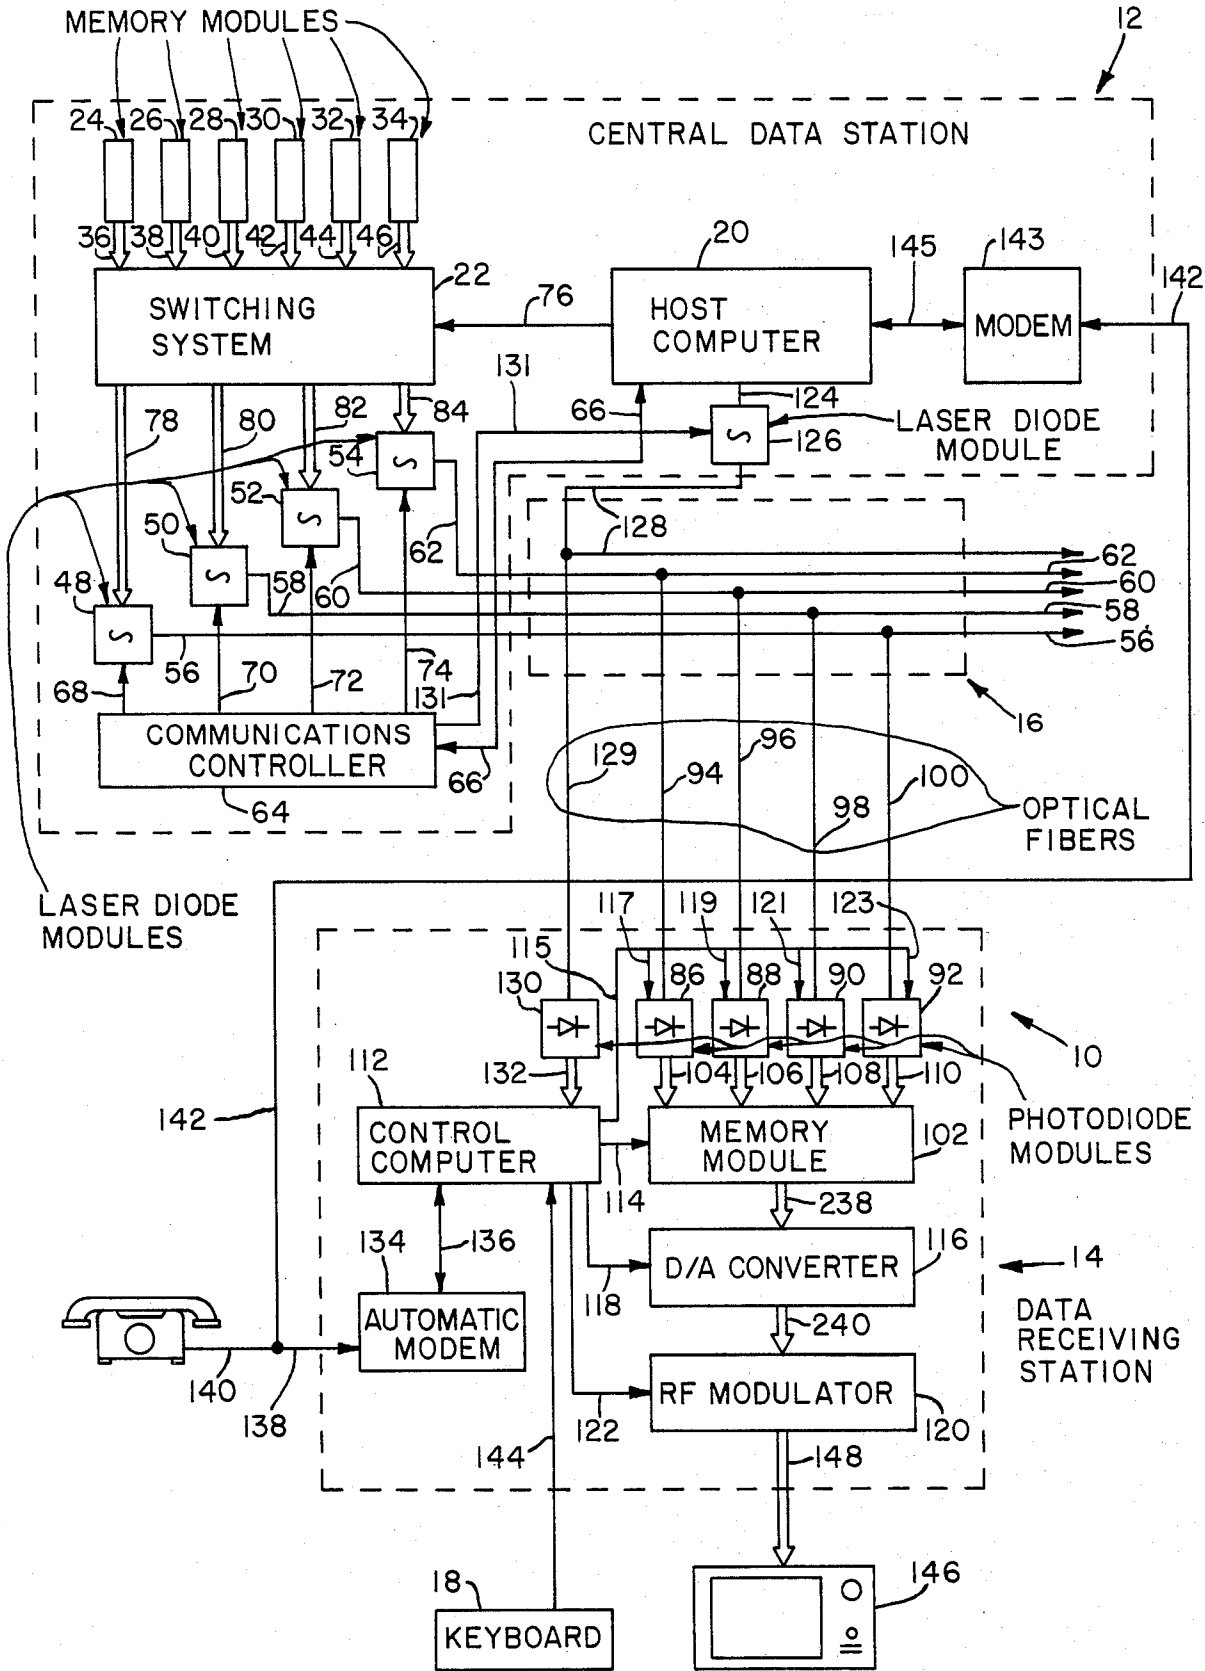 12
MEMORY MODULES
24 26 28 30 32 34
CENTRAL DATA STATION
36 38 40 42 44 46
22
20
145
143
142
SWITCHING
SYSTEM
76
HOST
COMPUTER
MODEM
131
66
124
78
80
82
84
54
LASER DIODE
MODULE
126
S
S
52
S
62
128
50
S
60
58
48
S
56
62
60
58
56
68
70
72
74
131
16
COMMUNICATIONS
CONTROLLER
66
64
129
94
96
98
100
OPTICAL
FIBERS
LASER DIODE
MODULES
117
119
121
123
115
130
86
88
90
92
10
132
104
106
108
110
112
142
CONTROL
COMPUTER
114
MEMORY
MODULE
102
PHOTODIODE
MODULES
238
134
136
118
D/A CONVERTER
116
14
DATA
RECEIVING
STATION
AUTOMATIC
MODEM
240
140
138
122
RF MODULATOR
120
144
148
18
KEYBOARD
146